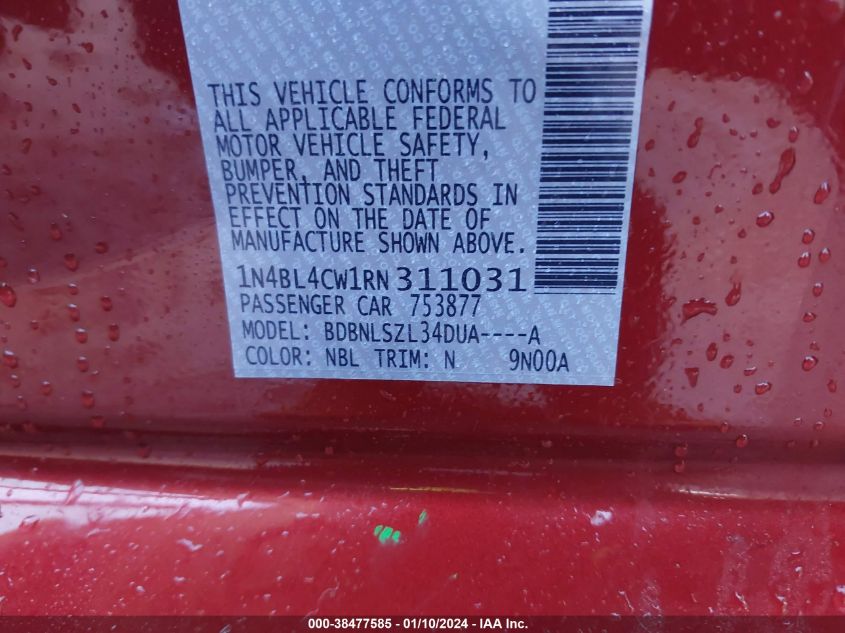 THIS VEHICLE CONFORMS TO
ALL APPLICABLE FEDERAL
MOTOR VEHICLE SAFETY,
BUMPER, AND THEFT
PREVENTION STANDARDS IN
EFFECT ON THE DATE OF
MANUFACTURE SHOWN ABOVE.
1N4BL4CW1RN311031
PASSENGER CAR 753877
MODEL: BDBNLSZL34DUA----A
COLOR: NBL TRIM: N 9N00A
000-38477585 - 01/10/2024 - IAA Inc.